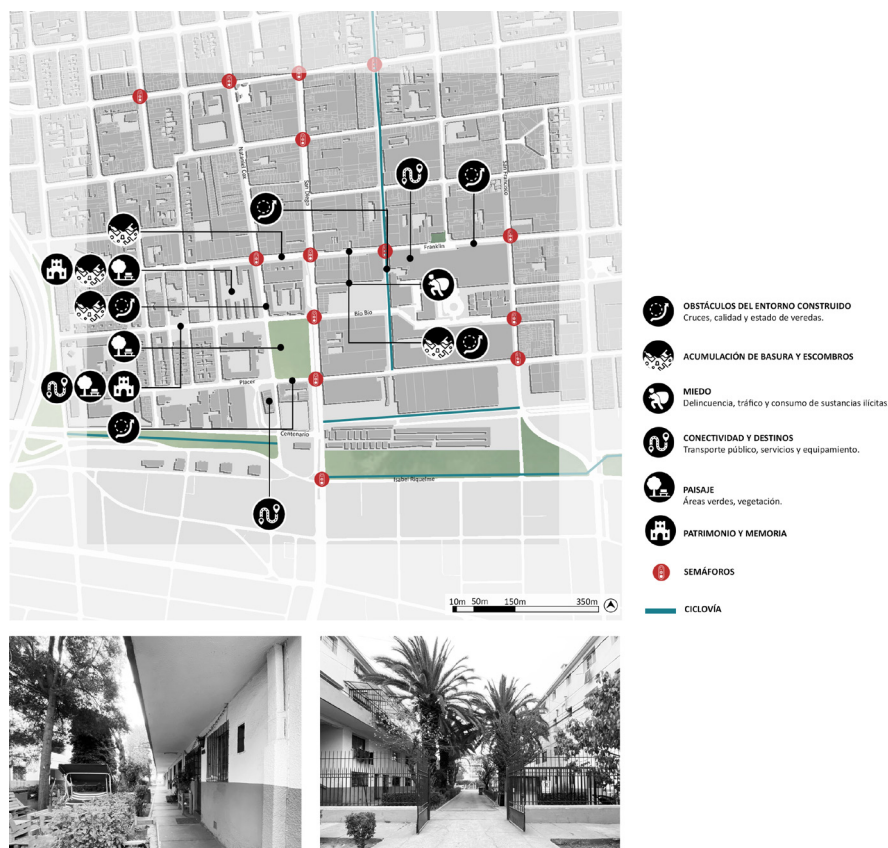 Nataniel Cox
San Diego
San Francisco
Franklin
Bío Bío
Placer
Centenario
Isabel Riquelme
10m 50m 150m 350m
OBSTÁCULOS DEL ENTORNO CONSTRUIDO
Cruces, calidad y estado de veredas.
ACUMULACIÓN DE BASURA Y ESCOMBROS
MIEDO
Delincuencia, tráfico y consumo de sustancias ilícitas
CONECTIVIDAD Y DESTINOS
Transporte público, servicios y equipamiento.
PAISAJE
Áreas verdes, vegetación.
PATRIMONIO Y MEMORIA
SEMÁFOROS
CICLOVÍA